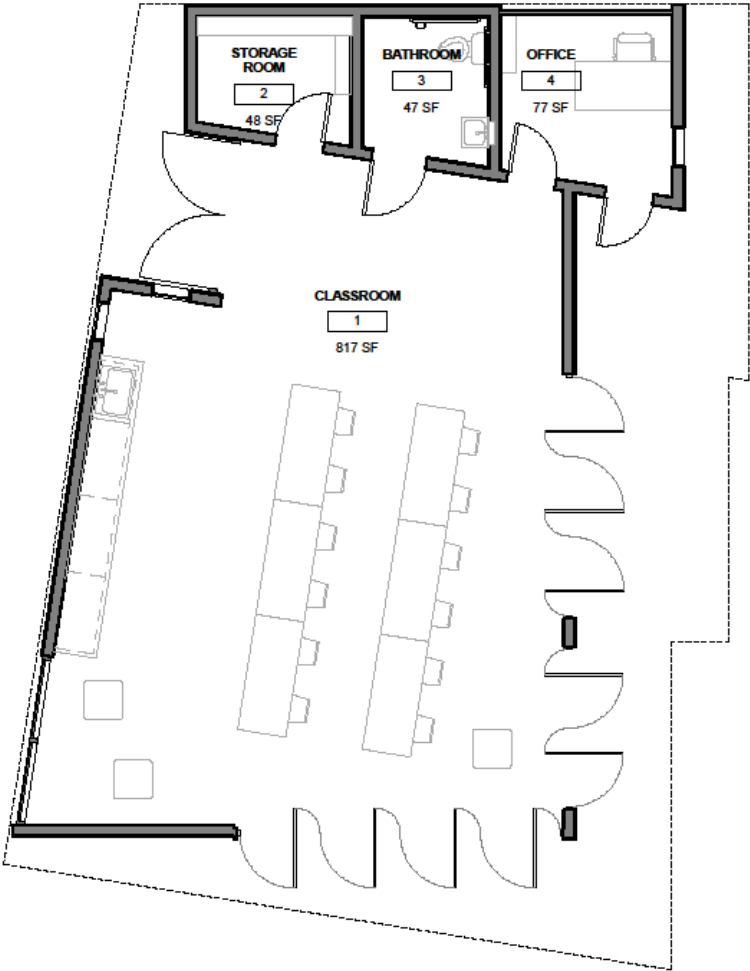 STORAGE
ROOM
2
48 SF
BATHROOM
3
47 SF
OFFICE
4
77 SF
CLASSROOM
1
817 SF